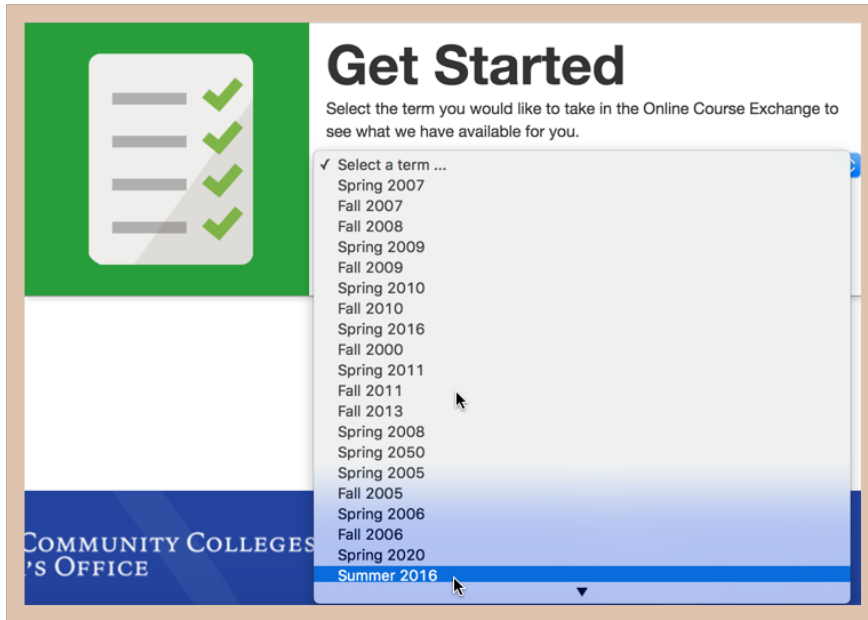 Get Started
Select the term you would like to take in the Online Course Exchange to
see what we have available for you.
✓ Select a term ...
Spring 2007
Fall 2007
Fall 2008
Spring 2009
Fall 2009
Spring 2010
Fall 2010
Spring 2016
Fall 2000
Spring 2011
Fall 2011
Fall 2013
Spring 2008
Spring 2050
Spring 2005
Fall 2005
Spring 2006
Fall 2006
Spring 2020
Summer 2016
COMMUNITY COLLEGES
'S OFFICE